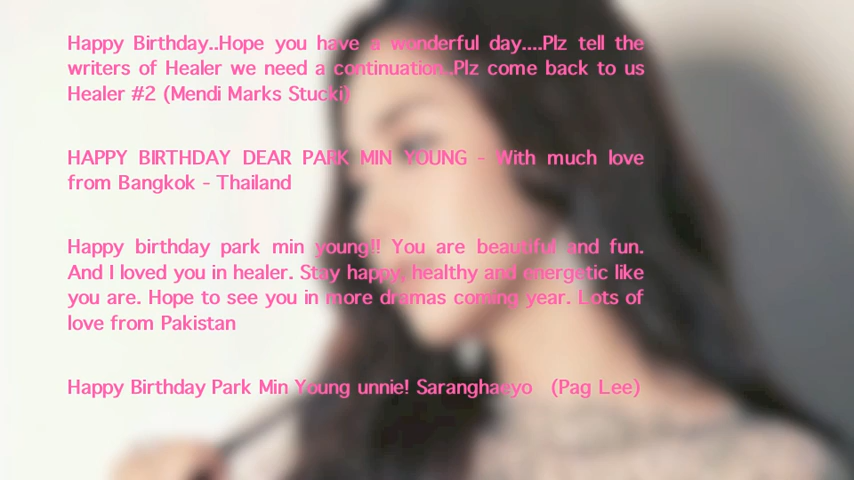 Happy Birthday..Hope you have a wonderful day....Plz tell the
writers of Healer we need a continuation..Plz come back to us
Healer #2 (Mendi Marks Stucki)
HAPPY BIRTHDAY DEAR PARK MIN YOUNG - With much love
from Bangkok - Thailand
Happy birthday park min young!! You are beautiful and fun.
And I loved you in healer. Stay happy, healthy and energetic like
you are. Hope to see you in more dramas coming year. Lots of
love from Pakistan
Happy Birthday Park Min Young unnie! Saranghaeyo (Pag Lee)